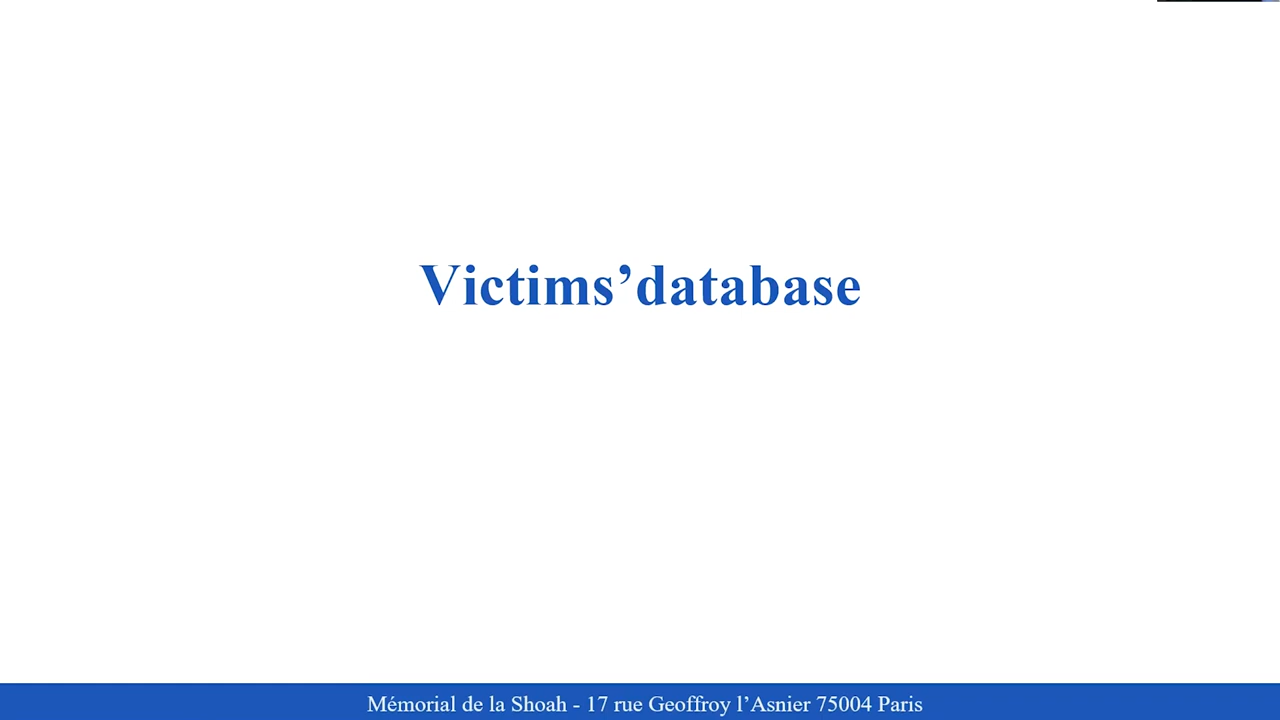 Victims’database
Mémorial de la Shoah - 17 rue Geoffroy l’Asnier 75004 Paris